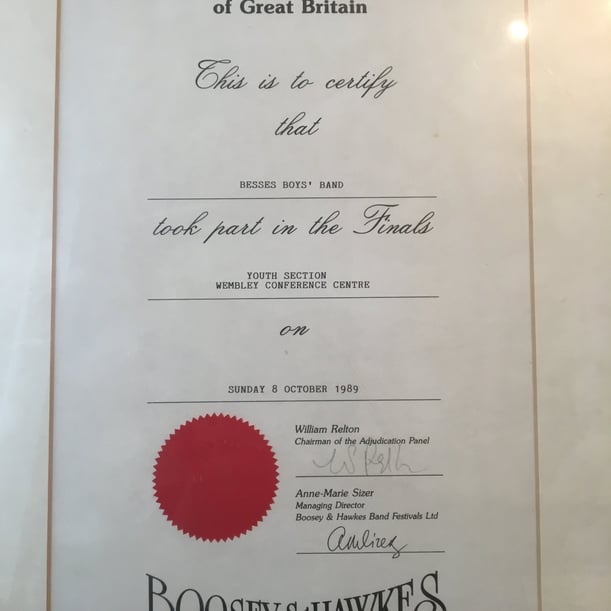 of Great Britain
This is to certify
that
BESSES BOYS' BAND
took part in the Finals
YOUTH SECTION
WEMBLEY CONFERENCE CENTRE
on
SUNDAY 8 OCTOBER 1989
William Relton
Chairman of the Adjudication Panel
Anne-Marie Sizer
Managing Director
Boosey & Hawkes Band Festivals Ltd
BOOSEY & HAWKES